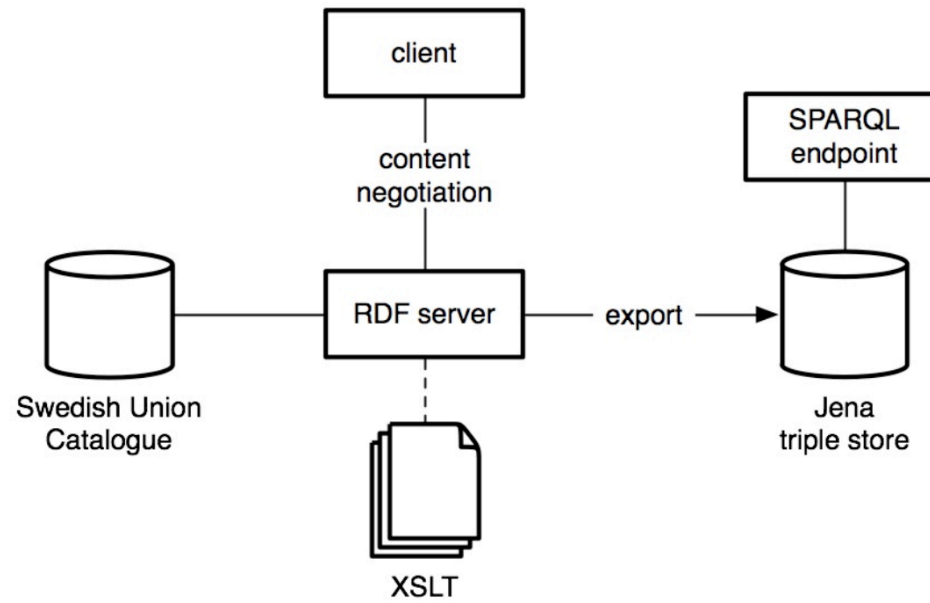 client
SPARQL
endpoint
content
negotiation
RDF server
export
Swedish Union
Catalogue
Jena
triple store
XSLT